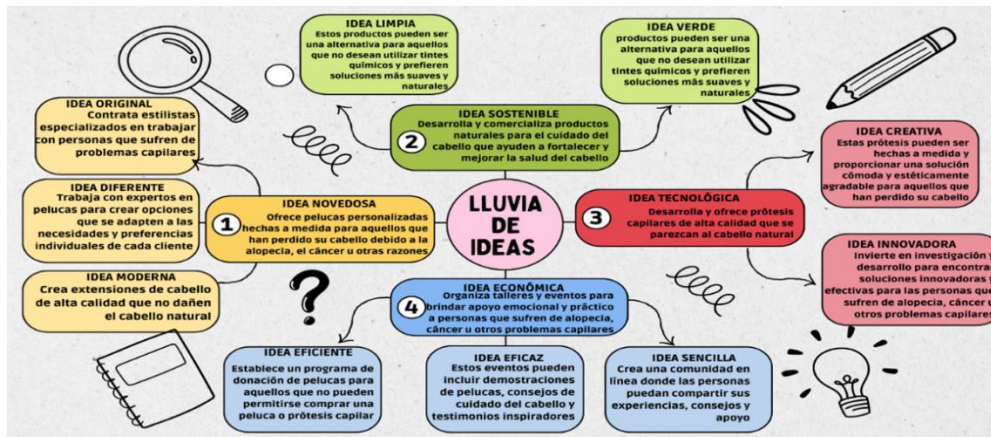 IDEA LIMPIA
Estos productos pueden ser
una alternativa para aquellos
que no desean utilizar tintes
químicos y prefieren
soluciones más suaves y
naturales
IDEA VERDE
productos pueden ser una
alternativa para aquellos
que no desean utilizar
tintes químicos y prefieren
soluciones más suaves y
naturales
IDEA SOSTENIBLE
2
Desarrolla y comercializa productos
naturales para el cuidado del
cabello que ayuden a fortalecer y
mejorar la salud del cabello
IDEA ORIGINAL
Contrata estilistas
especializados en trabajar
con personas que sufren de
problemas capilares
IDEA DIFERENTE
Trabaja con expertos en
pelucas para crear opciones
que se adapten a las
necesidades y preferencias
individuales de cada cliente
IDEA MODERNA
Crea extensiones de cabello
de alta calidad que no dañen
el cabello natural
1
IDEA NOVEDOSA
Ofrece pelucas personalizadas
hechas a medida para aquellos
que han perdido su cabello debido a la
alopecia, el cáncer u otras razones
LLUVIA
DE
IDEAS
3
IDEA TECNOLÓGICA
Desarrolla y ofrece prótesis
capilares de alta calidad que se
parezcan al cabello natural
IDEA CREATIVA
Estas prótesis pueden ser
hechas a medida y
proporcionar una solución
cómoda y estéticamente
agradable para aquellos que
han perdido su cabello
IDEA INNOVADORA
Invierte en investigación y
desarrollo para encontrar
soluciones innovadoras y
efectivas para las personas que
sufren de alopecia, cáncer u
otros problemas capilares
4
IDEA ECONÓMICA
Organiza talleres y eventos para
brindar apoyo emocional y práctico
a personas que sufren de alopecia,
cáncer u otros problemas capilares
?
IDEA EFICIENTE
Establece un programa de
donación de pelucas para
aquellos que no pueden
permitirse comprar una
peluca o prótesis capilar
IDEA EFICAZ
Estos eventos pueden
incluir demostraciones
de pelucas, consejos de
cuidado del cabello y
testimonios inspiradores
IDEA SENCILLA
Crea una comunidad en
línea donde las personas
puedan compartir sus
experiencias, consejos y
apoyo